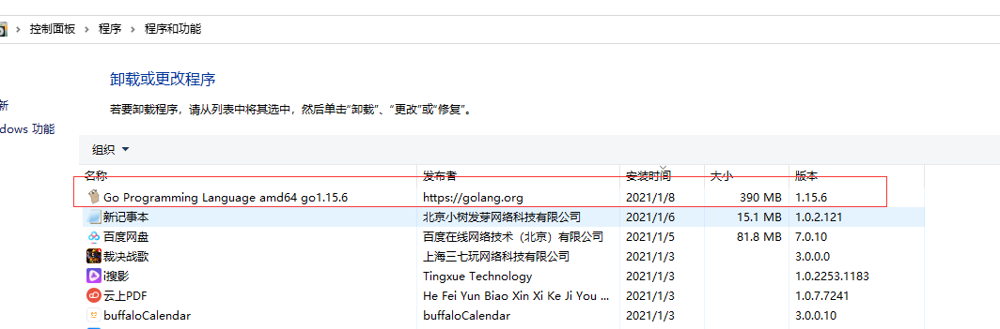 控制面板 > 程序 > 程序和功能
卸载或更改程序
新
若要卸载程序，请从列表中将其选中，然后单击“卸载”、“更改”或“修复”。
dows 功能
组织
名称 发布者 安装时间 大小 版本
Go Programming Language amd64 go1.15.6 https://golang.org 2021/1/8 390 MB 1.15.6
新记事本 北京小树发芽网络科技有限公司 2021/1/6 15.1 MB 1.0.2.121
百度网盘 百度在线网络技术（北京）有限公司 2021/1/5 81.8 MB 7.0.10
裁决战歌 上海三七玩网络科技有限公司 2021/1/3 3.0.0.0
i搜影 Tingxue Technology 2021/1/3 1.0.2253.1183
云上PDF He Fei Yun Biao Xin Xi Ke Ji You ... 2021/1/3 1.0.7.7241
buffaloCalendar buffaloCalendar 2021/1/3 3.0.0.10